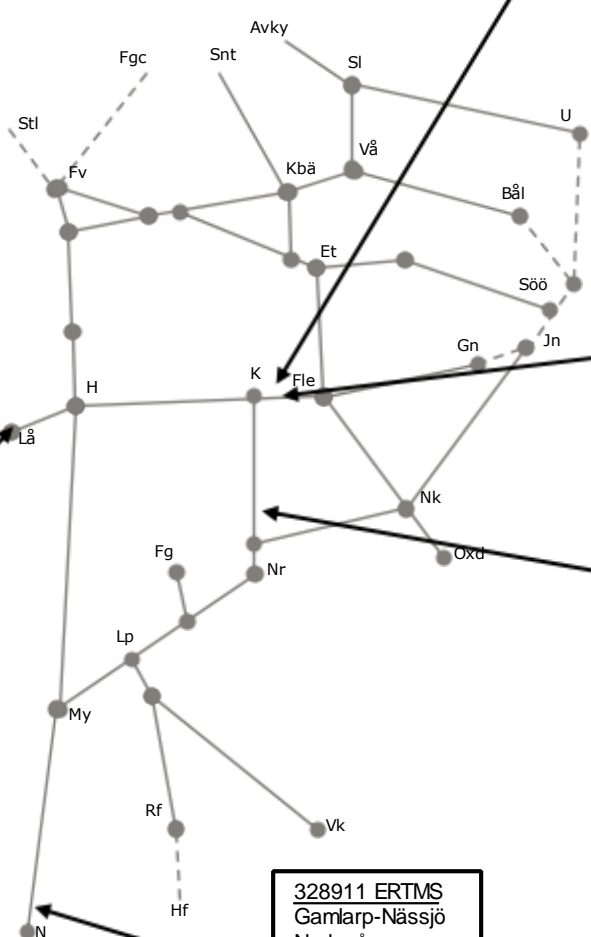 Avky
Fgc
Snt
Sl
U
Stl
Vå
Fv
Kbä
Bål
Et
Söö
Jn
Gn
K
Fle
H
Lå
Nk
Fg
Oxd
Nr
Lp
My
Rf
Vk
Hf
328911 ERTMS
Gamlarp-Nässjö
N